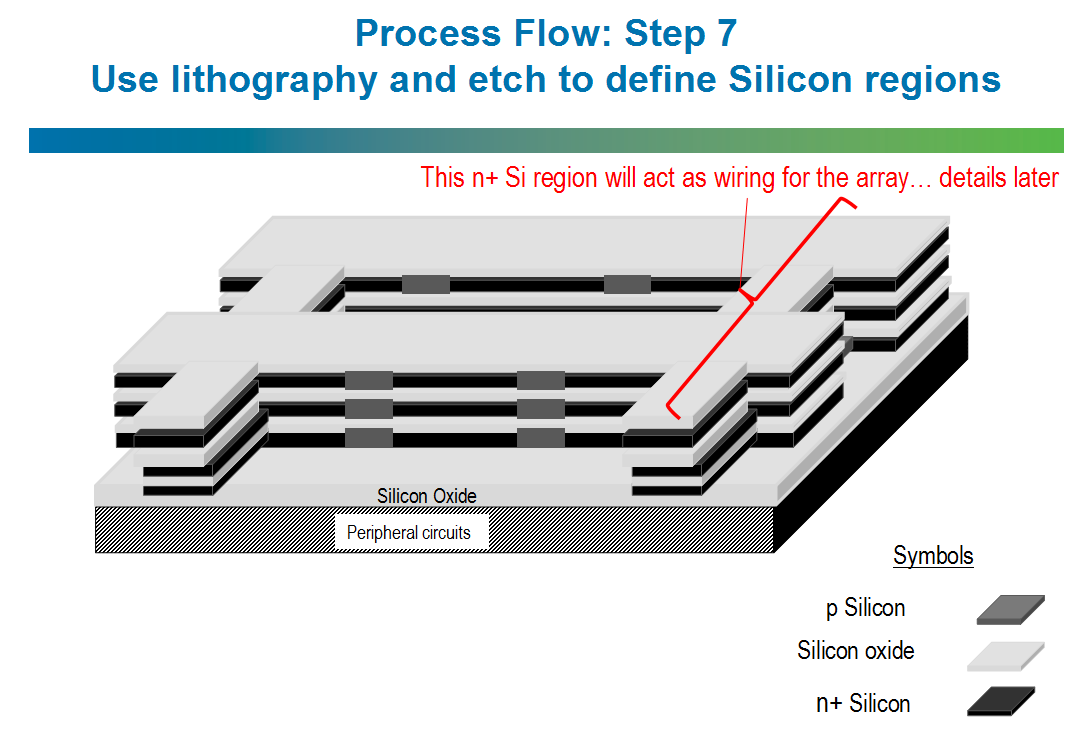 Process Flow: Step 7
Use lithography and etch to define Silicon regions
This n+ Si region will act as wiring for the array… details later
Silicon Oxide
Peripheral circuits
Symbols
p Silicon
Silicon oxide
n+ Silicon